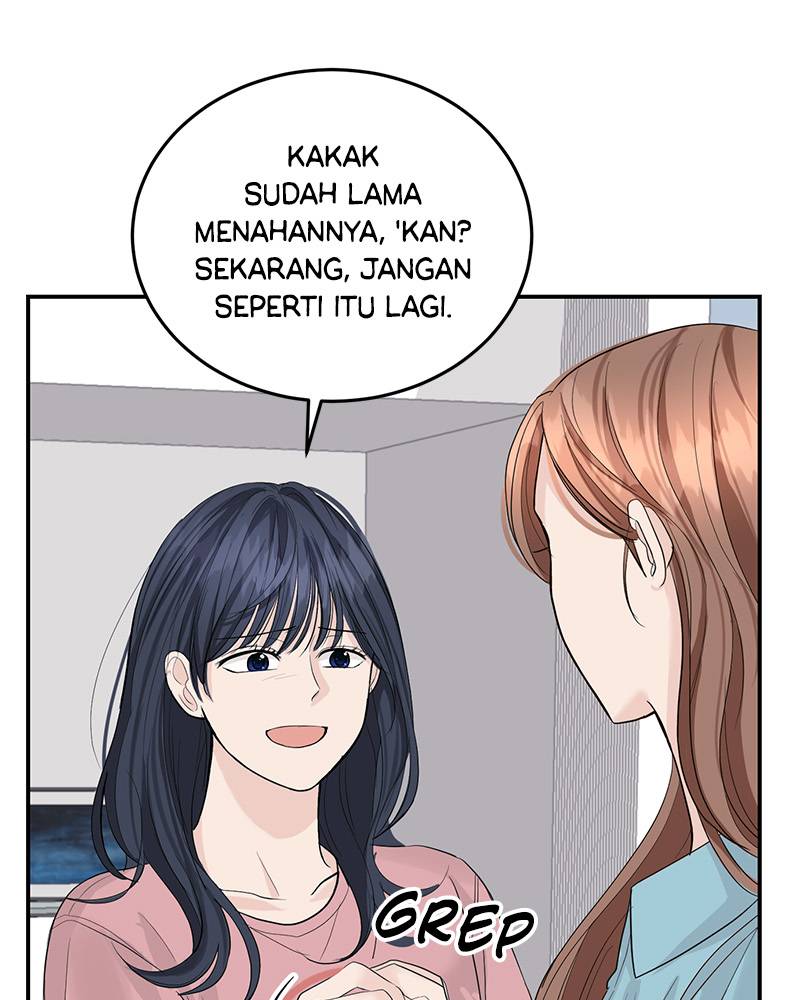 KAKAK
SUDAH LAMA
MENAHANNYA, 'KAN?
SEKARANG, JANGAN
SEPERTI ITU LAGI.
GREP